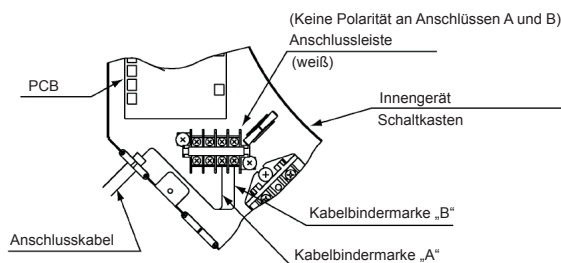 (Keine Polarität an Anschlüssen A und B)
Anschlussleiste
(weiß)
PCB
Innengerät
Schaltkasten
Kabelbindermarke „B“
Anschlusskabel
Kabelbindermarke „A“